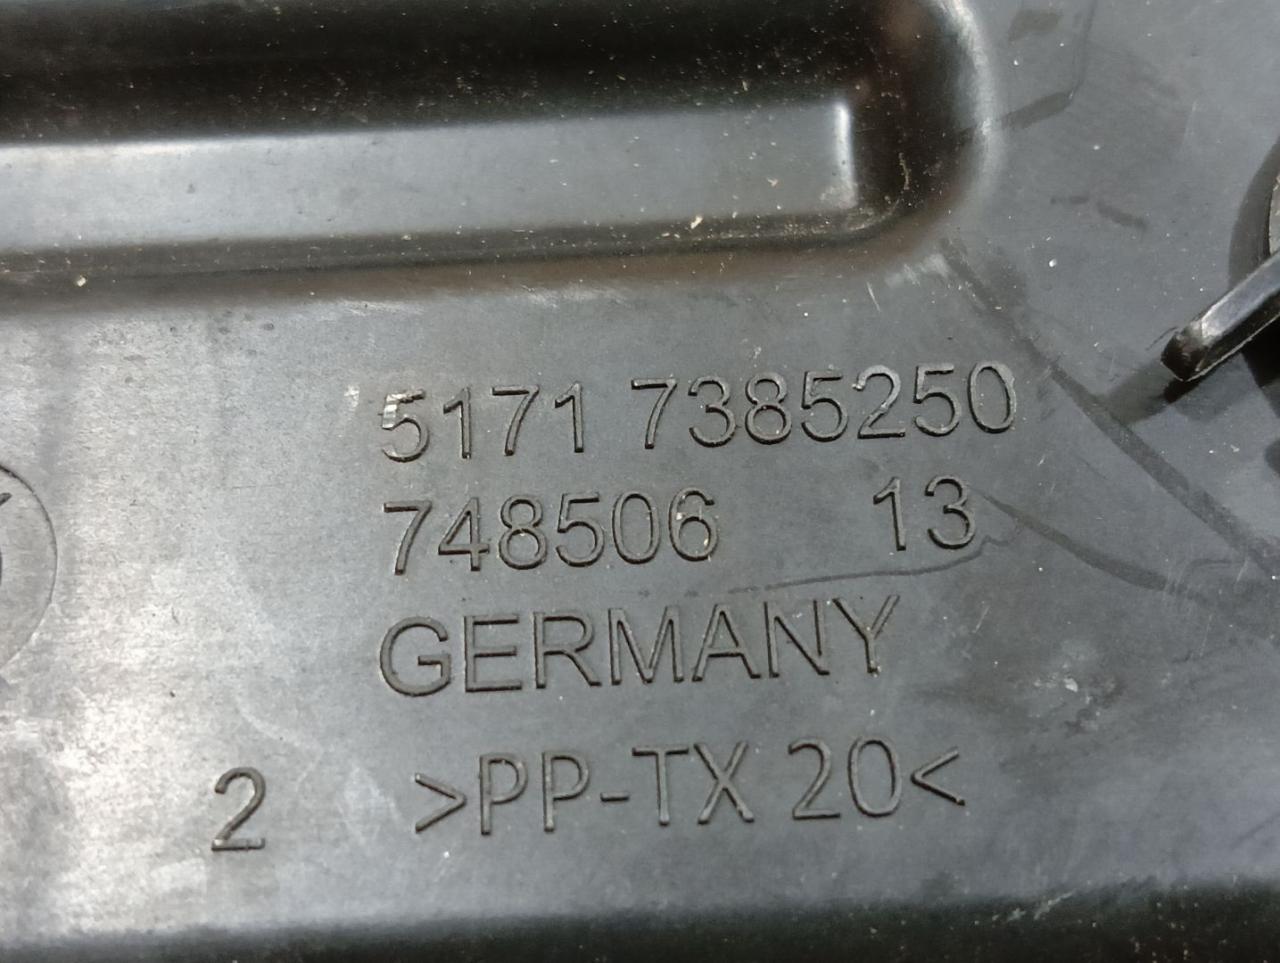 5171 7385250
748506 13
GERMANY
2 >PP-TX 20<